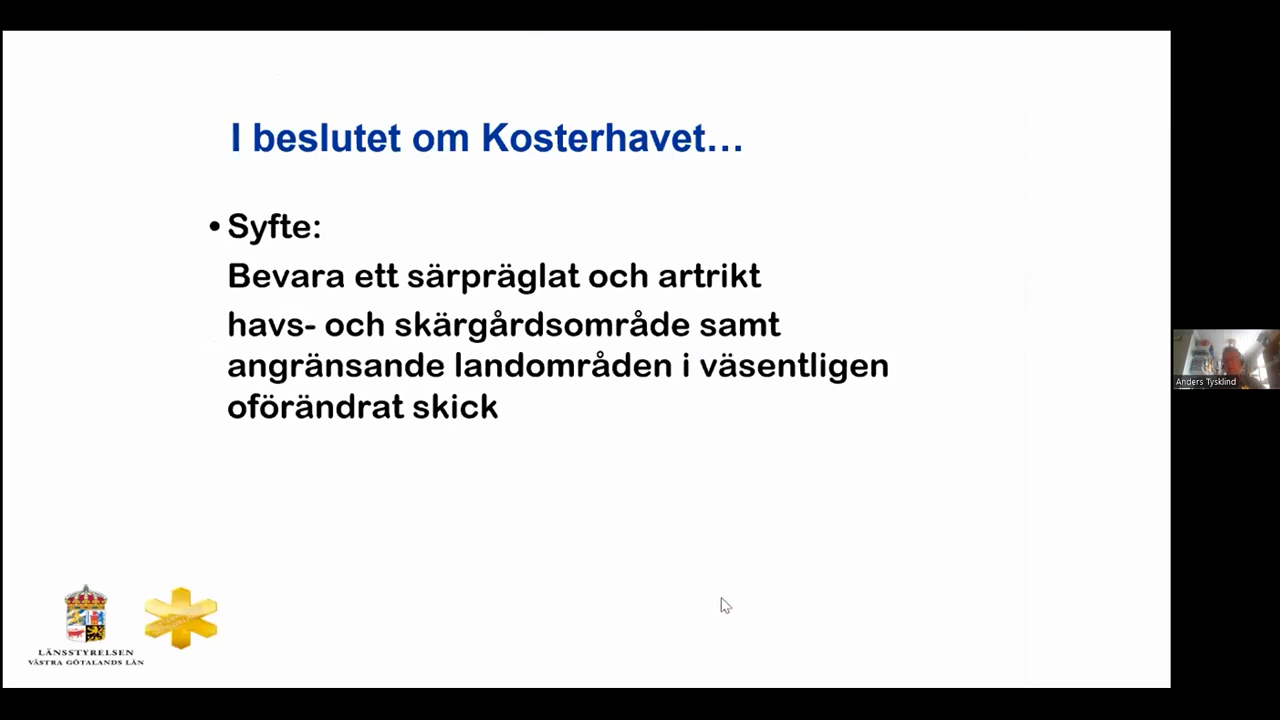 I beslutet om Kosterhavet…
• Syfte:
Bevara ett särpräglat och artrikt
havs- och skärgårdsområde samt
angränsande landområden i väsentligen
oförändrat skick
Anders Tysklind
LÄNSSTYRELSEN
VÄSTRA GÖTALANDS LÄN